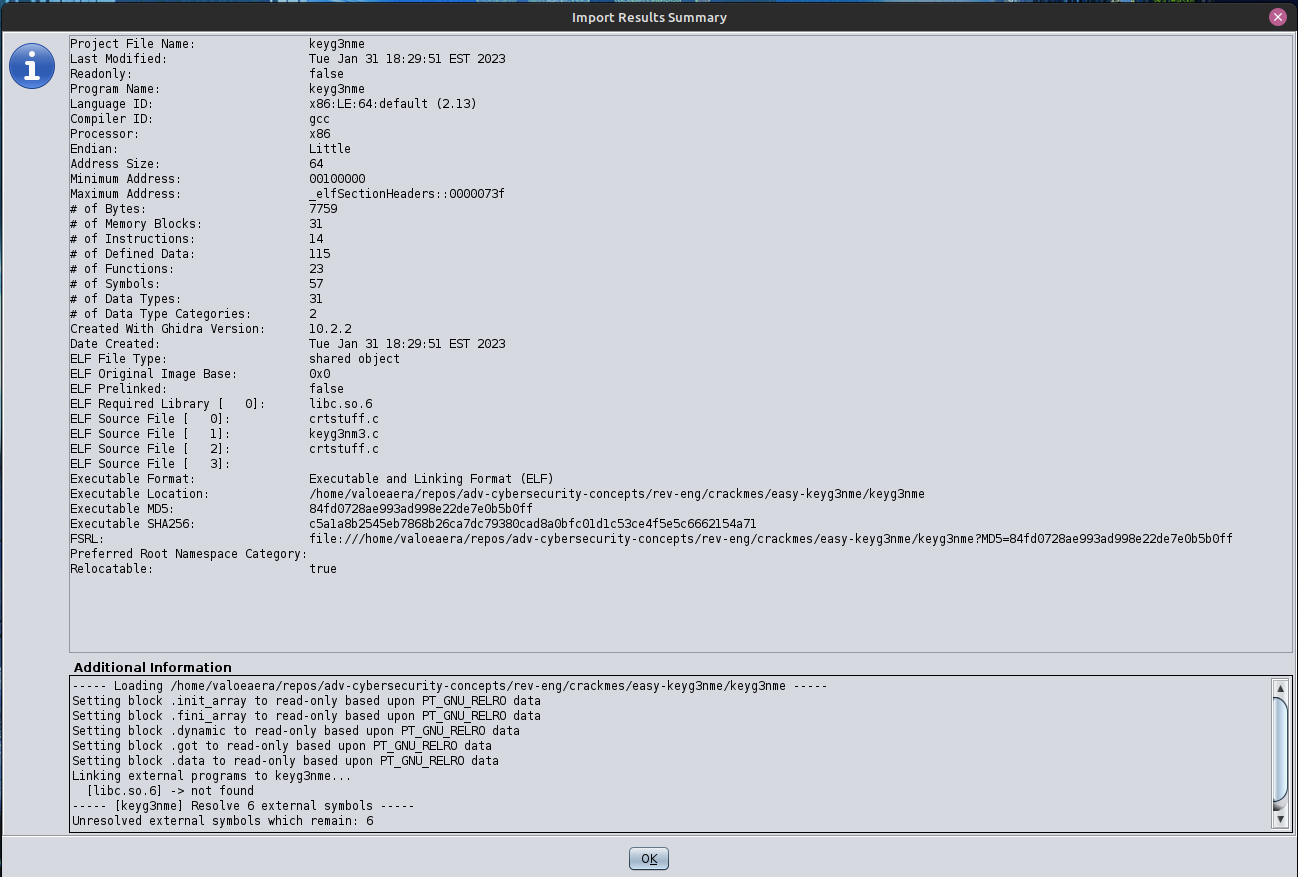 Import Results Summary
Project File Name: keyg3nme
Last Modified: Tue Jan 31 18:29:51 EST 2023
Readonly: false
Program Name: keyg3nme
Language ID: x86:LE:64:default (2.13)
Compiler ID: gcc
Processor: x86
Endian: Little
Address Size: 64
Minimum Address: 00100000
Maximum Address: _elfSectionHeaders::0000073f
# of Bytes: 7759
# of Memory Blocks: 31
# of Instructions: 14
# of Defined Data: 115
# of Functions: 23
# of Symbols: 57
# of Data Types: 31
# of Data Type Categories: 2
Created With Ghidra Version: 10.2.2
Date Created: Tue Jan 31 18:29:51 EST 2023
ELF File Type: shared object
ELF Original Image Base: 0x0
ELF Prelinked: false
ELF Required Library [ 0]: libc.so.6
ELF Source File [ 0]: crtstuff.c
ELF Source File [ 1]: keyg3nm3.c
ELF Source File [ 2]: crtstuff.c
ELF Source File [ 3]:
Executable Format: Executable and Linking Format (ELF)
Executable Location: /home/valoeaera/repos/adv-cybersecurity-concepts/rev-eng/crackmes/easy-keyg3nme/keyg3nme
Executable MD5: 84fd0728ae993ad998e22de7e0b5b0ff
Executable SHA256: c5a1a8b2545eb7868b26ca7dc79380cad8a0bfc01d1c53ce4f5e5c6662154a71
FSRL: file:///home/valoeaera/repos/adv-cybersecurity-concepts/rev-eng/crackmes/easy-keyg3nme/keyg3nme?MD5=84fd0728ae993ad998e22de7e0b5b0ff
Preferred Root Namespace Category:
Relocatable: true
Additional Information
----- Loading /home/valoeaera/repos/adv-cybersecurity-concepts/rev-eng/crackmes/easy-keyg3nme/keyg3nme -----
Setting block .init_array to read-only based upon PT_GNU_RELRO data
Setting block .fini_array to read-only based upon PT_GNU_RELRO data
Setting block .dynamic to read-only based upon PT_GNU_RELRO data
Setting block .got to read-only based upon PT_GNU_RELRO data
Setting block .data to read-only based upon PT_GNU_RELRO data
Linking external programs to keyg3nme...
[libc.so.6] -> not found
----- [keyg3nme] Resolve 6 external symbols -----
Unresolved external symbols which remain: 6
OK